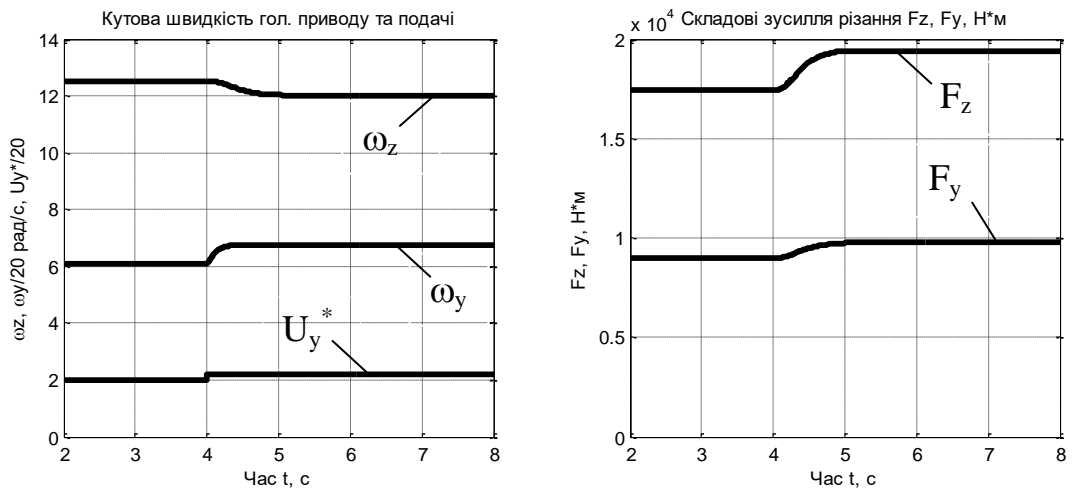 Кутова швидкість гол. приводу та подачі
14
12
10
8
6
4
2
0
ωz, ωy/20 рад/с, Uy*/20
ωz
ωy
Uy*
2 3 4 5 6 7 8
Час t, с
x 10⁴ Складові зусилля різання Fz, Fy, Н*м
2
1.5
1
0.5
0
Fz, Fy, Н*м
Fz
Fy
2 3 4 5 6 7 8
Час t, с